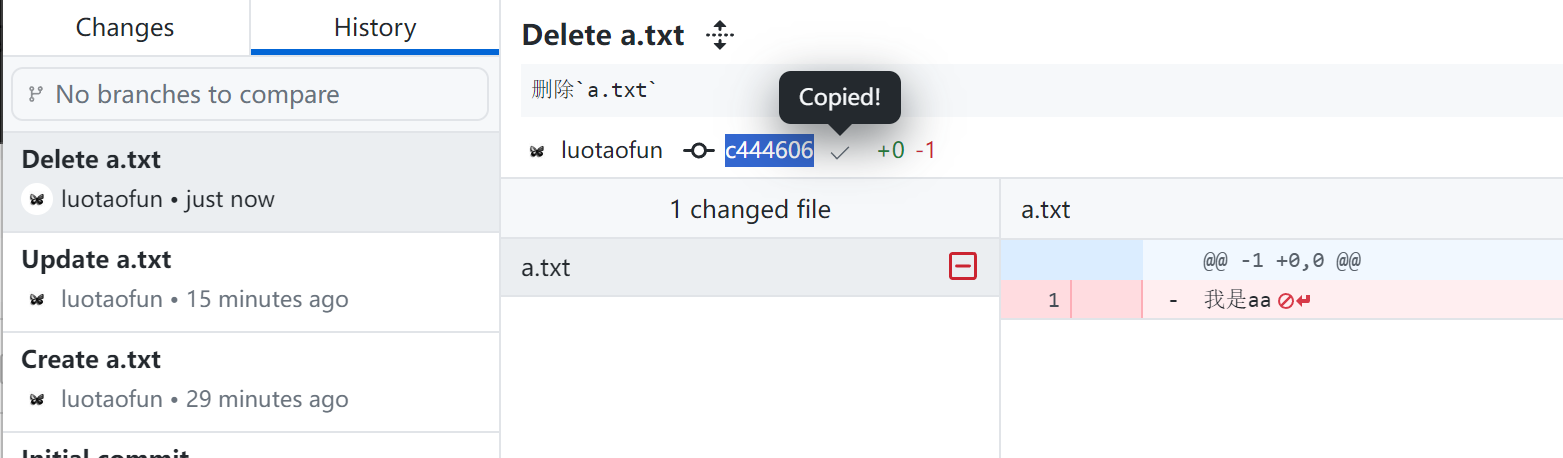 Changes
History
No branches to compare
Delete a.txt
luotaofun • just now
Update a.txt
luotaofun • 15 minutes ago
Create a.txt
luotaofun • 29 minutes ago
Initial commit
Delete a.txt
删除`a.txt`
Copied!
luotaofun c444606 +0 -1
1 changed file
a.txt
a.txt
@@ -1 +0,0 @@
1 - 我是aa